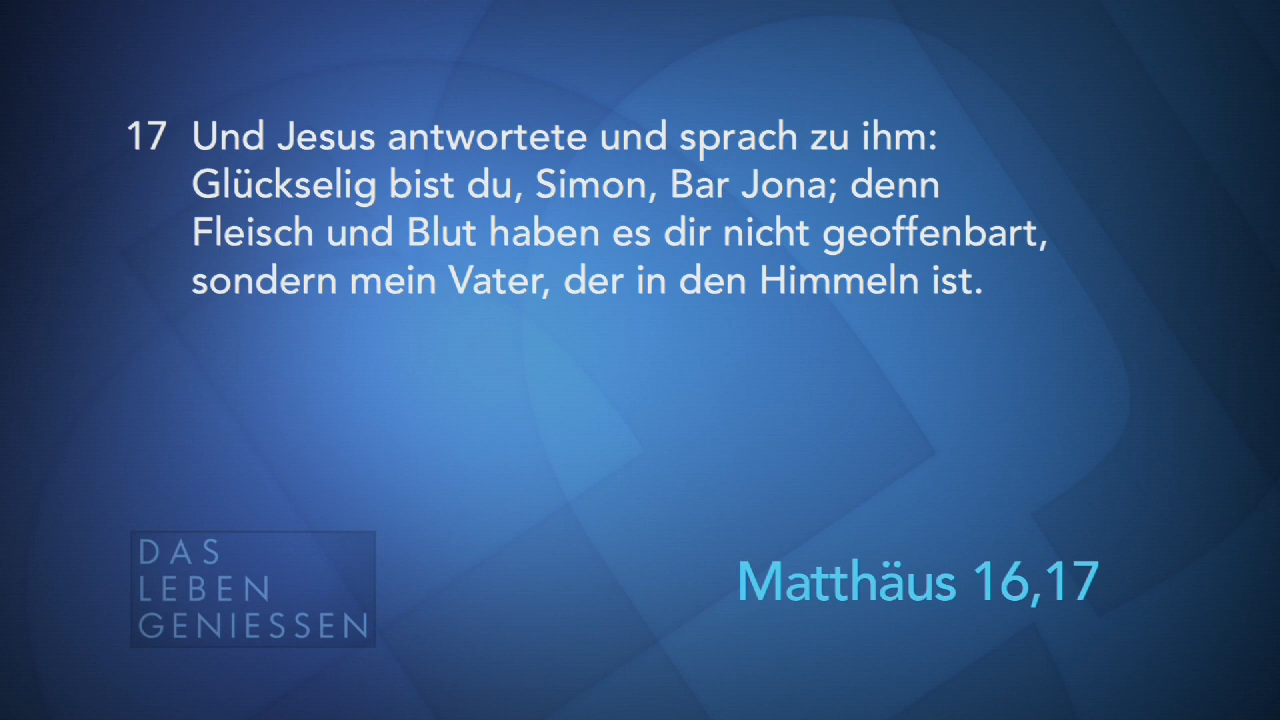 17 Und Jesus antwortete und sprach zu ihm:
Glückselig bist du, Simon, Bar Jona; denn
Fleisch und Blut haben es dir nicht geoffenbart,
sondern mein Vater, der in den Himmeln ist.
DAS
LEBEN
GENIESSEN
Matthäus 16,17